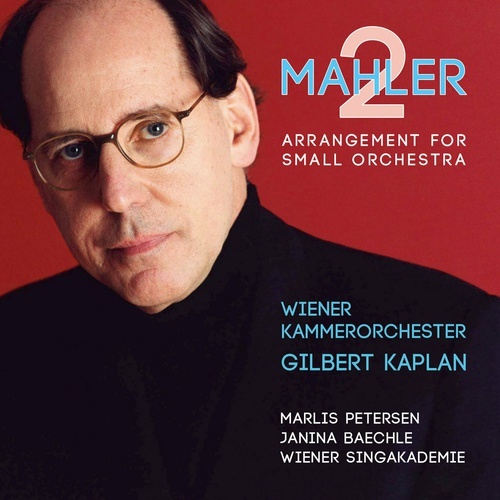 MAHLER
2
ARRANGEMENT FOR
SMALL ORCHESTRA
WIENER
KAMMERORCHESTER
GILBERT KAPLAN
MARLIS PETERSEN
JANINA BAECHLE
WIENER SINGAKADEMIE